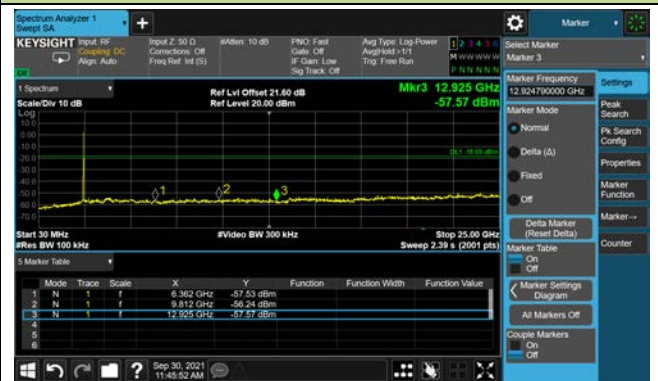 Spectrum Analyzer 1
Swept SA
Marker
KEYSIGHT
Input: RF
Coupling: DC
Align: Auto
Input Z: 50 Ω
Corrections: Off
Freq Ref: Int (S)
#Atten: 10 dB
PNO: Fast
Gate: Off
IF Gain: Low
Sig Track: Off
Avg Type: Log-Power
Avg|Hold:>1/1
Trig: Free Run
1 2 3 4 5 6
M W W W W W
P N N N N N
Select Marker
Marker 3
1 Spectrum
Scale/Div 10 dB
Log
Ref Lvl Offset 21.60 dB
Ref Level 20.00 dBm
Mkr3 12.925 GHz
-57.57 dBm
10.0
0.00
-10.0
-20.0
-30.0
-40.0
-50.0
-60.0
-70.0
1
2
3
Start 30 MHz
#Res BW 100 kHz
#Video BW 300 kHz
Stop 25.00 GHz
Sweep 2.39 s (2001 pts)
5 Marker Table
Mode Trace Scale X Y Function Function Width Function Value
1 N 1 f 6.362 GHz -57.53 dBm
2 N 1 f 9.812 GHz -56.24 dBm
3 N 1 f 12.925 GHz -57.57 dBm
4
5
6
Sep 30, 2021
11:45:52 AM
Marker Frequency
12.924790000 GHz
Marker Mode
Normal
Delta (Δ)
Fixed
Off
Delta Marker
(Reset Delta)
Marker Table
On
Off
Marker Settings
Diagram
All Markers Off
Couple Markers
On
Off
Settings
Peak
Search
Pk Search
Config
Properties
Marker
Function
Marker→
Counter